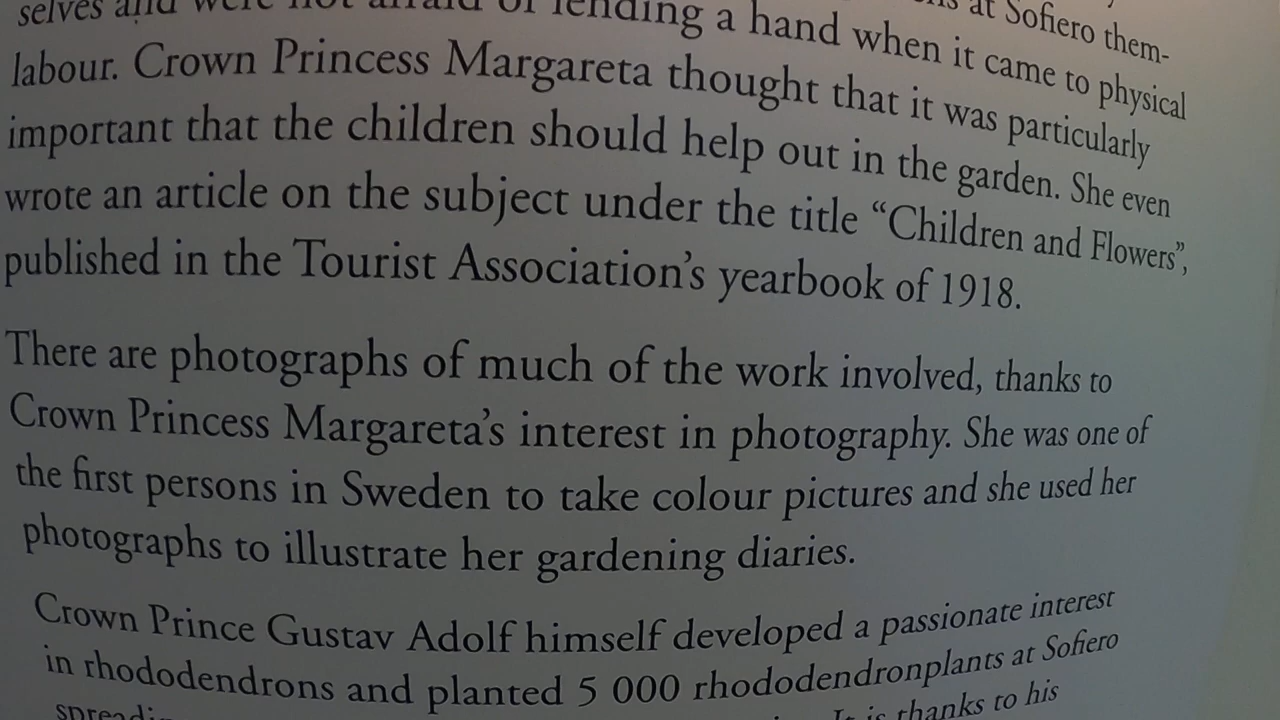 at Sofiero them-
selves and were not afraid of lending a hand when it came to physical
labour. Crown Princess Margareta thought that it was particularly
important that the children should help out in the garden. She even
wrote an article on the subject under the title “Children and Flowers”,
published in the Tourist Association’s yearbook of 1918.
There are photographs of much of the work involved, thanks to
Crown Princess Margareta’s interest in photography. She was one of
the first persons in Sweden to take colour pictures and she used her
photographs to illustrate her gardening diaries.
Crown Prince Gustav Adolf himself developed a passionate interest
in rhododendrons and planted 5 000 rhododendronplants at Sofiero
It is thanks to his